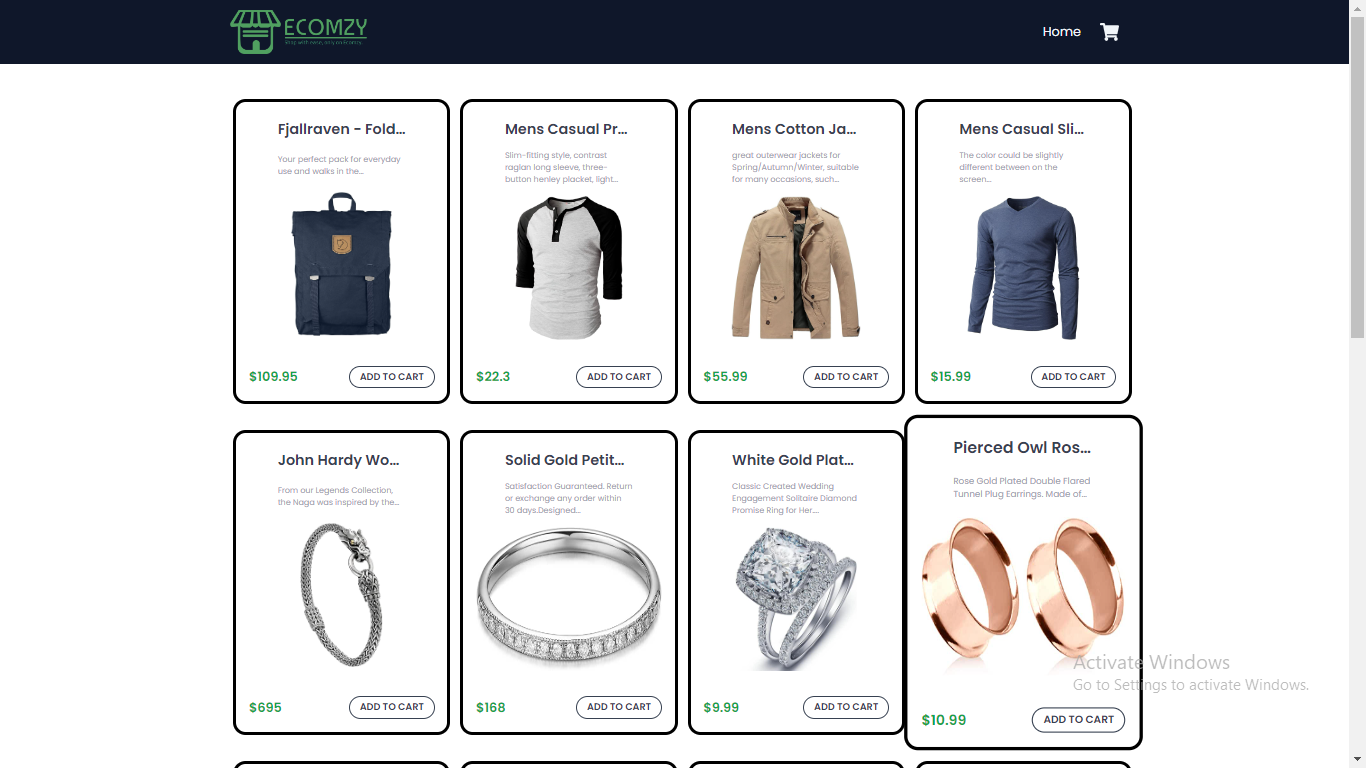 ECOMZY
Shop with ease, only on Ecomzy
Home
Fjallraven - Fold...
Your perfect pack for everyday
use and walks in the...
$109.95
ADD TO CART
Mens Casual Pr...
Slim-fitting style, contrast
raglan long sleeve, three-
button henley placket, light...
$22.3
ADD TO CART
Mens Cotton Ja...
great outerwear jackets for
Spring/Autumn/Winter, suitable
for many occasions, such...
$55.99
ADD TO CART
Mens Casual Sli...
The color could be slightly
different between on the
screen...
$15.99
ADD TO CART
John Hardy Wo...
From our Legends Collection,
the Naga was inspired by the...
$695
ADD TO CART
Solid Gold Petit...
Satisfaction Guaranteed. Return
or exchange any order within
30 days.Designed...
$168
ADD TO CART
White Gold Plat...
Classic Created Wedding
Engagement Solitaire Diamond
Promise Ring for Her....
$9.99
ADD TO CART
Pierced Owl Ros...
Rose Gold Plated Double Flared
Tunnel Plug Earrings. Made of...
$10.99
ADD TO CART
Activate Windows
Go to Settings to activate Windows.